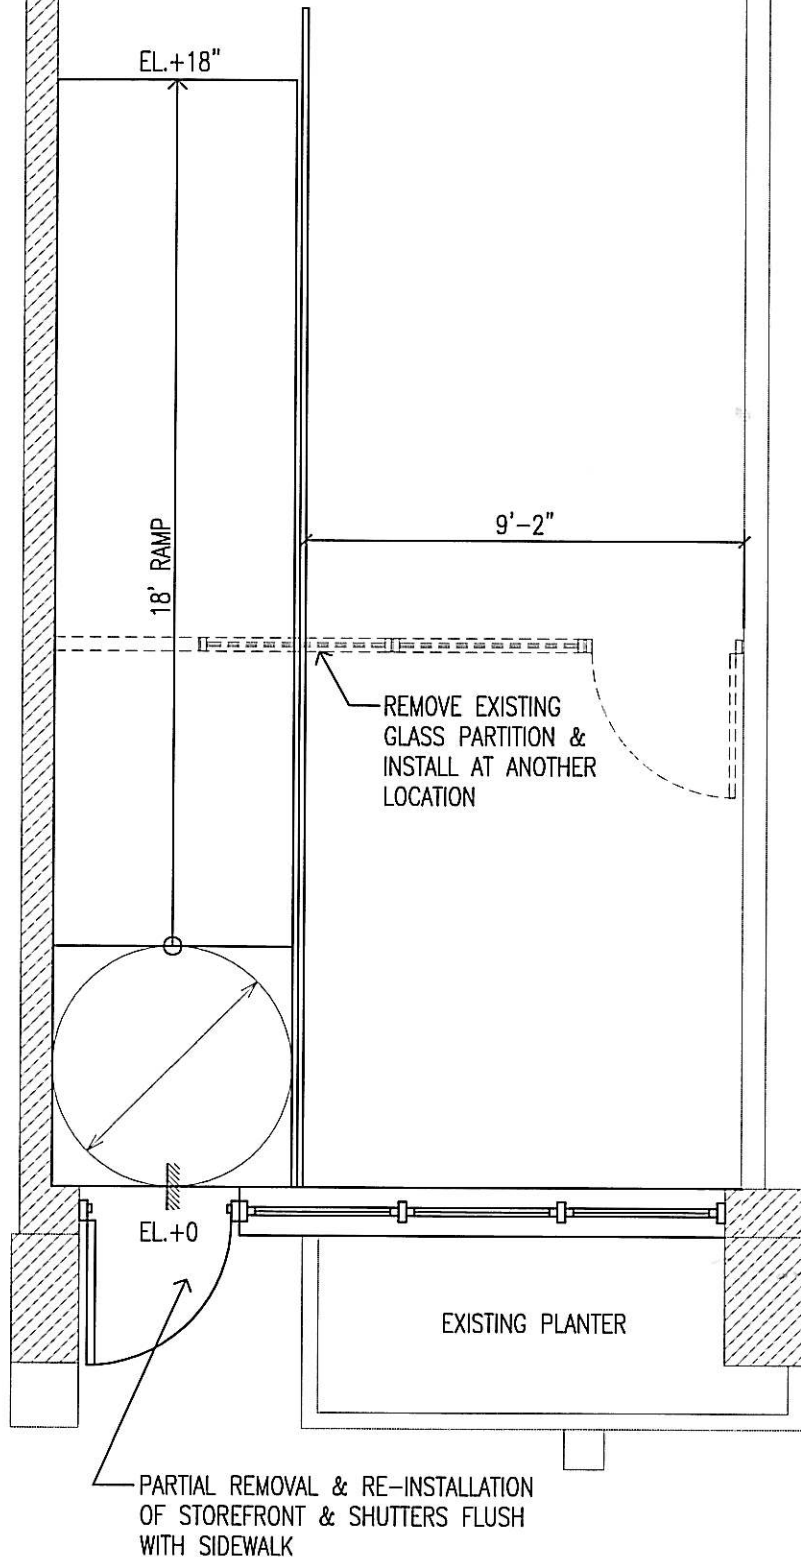 EL.+18"
18' RAMP
9'-2"
REMOVE EXISTING
GLASS PARTITION &
INSTALL AT ANOTHER
LOCATION
EL.+0
EXISTING PLANTER
PARTIAL REMOVAL & RE-INSTALLATION
OF STOREFRONT & SHUTTERS FLUSH
WITH SIDEWALK